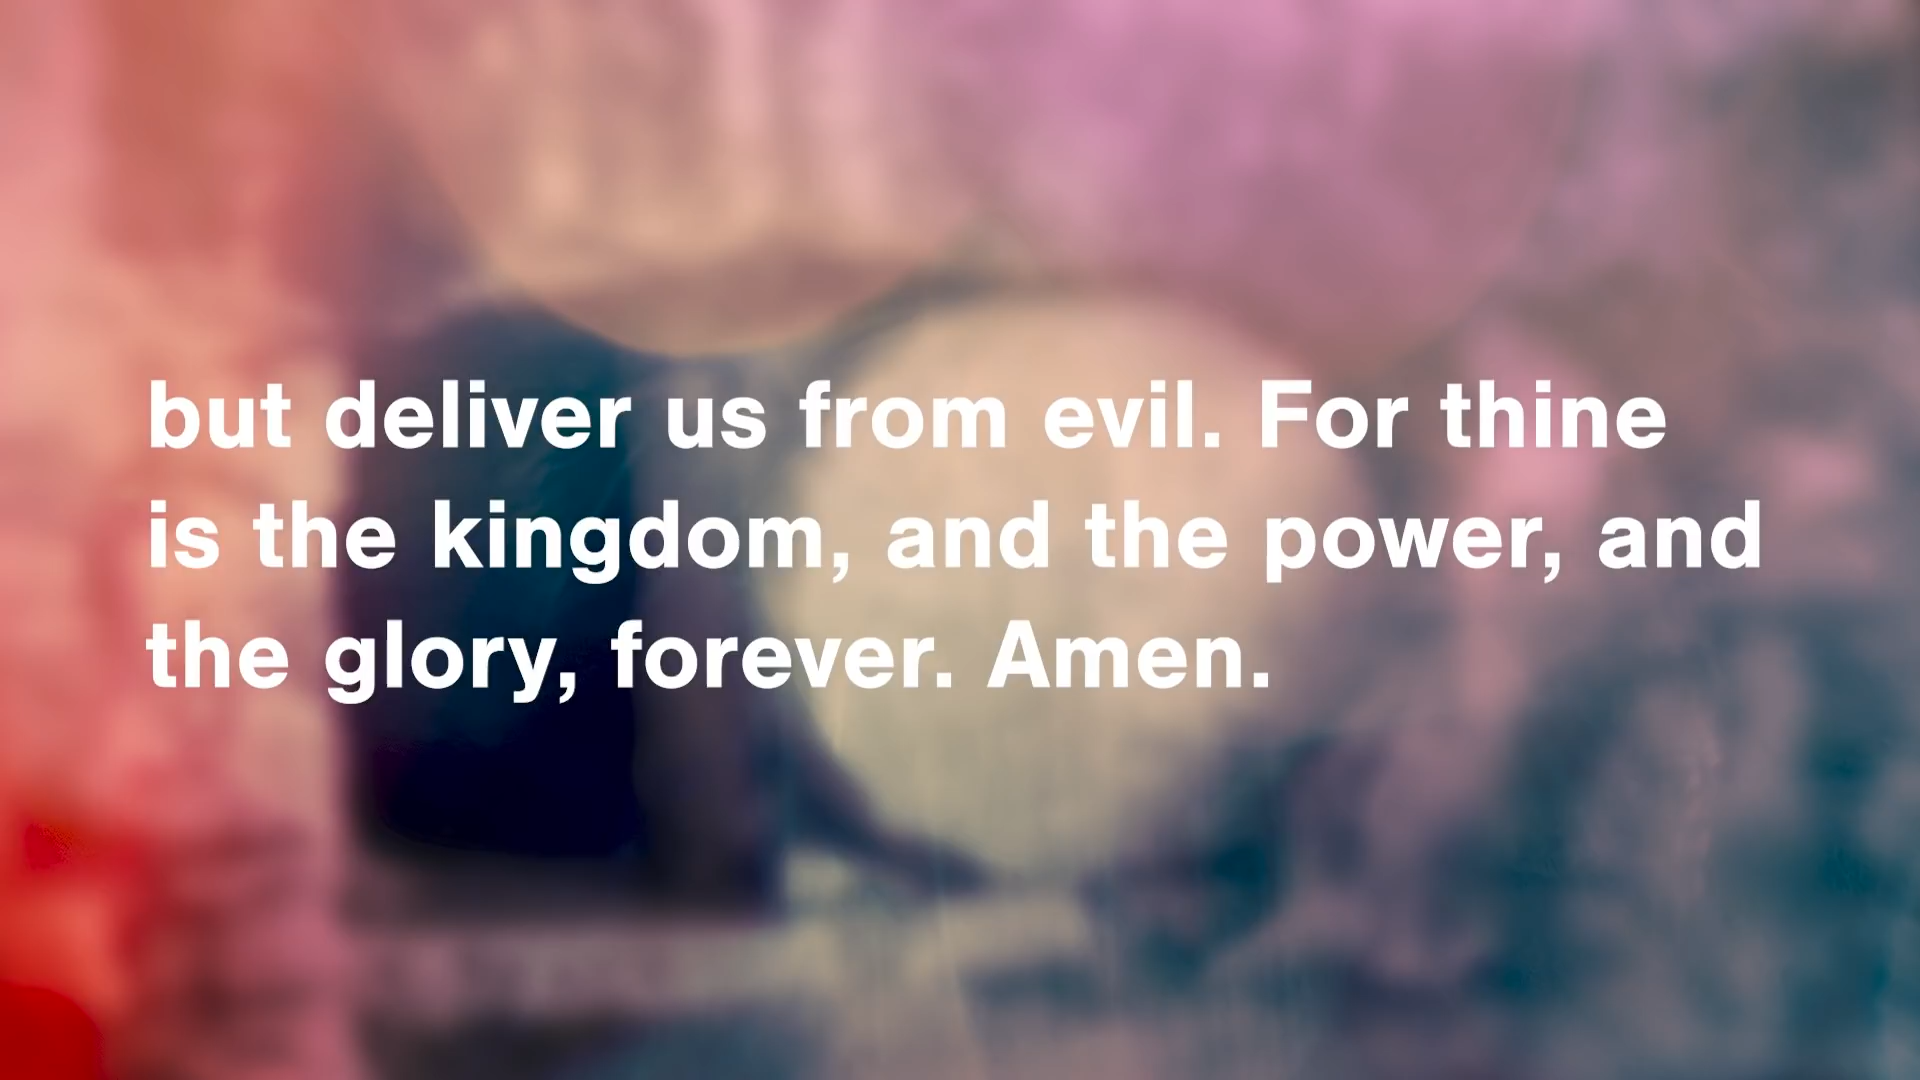 but deliver us from evil. For thine
is the kingdom, and the power, and
the glory, forever. Amen.